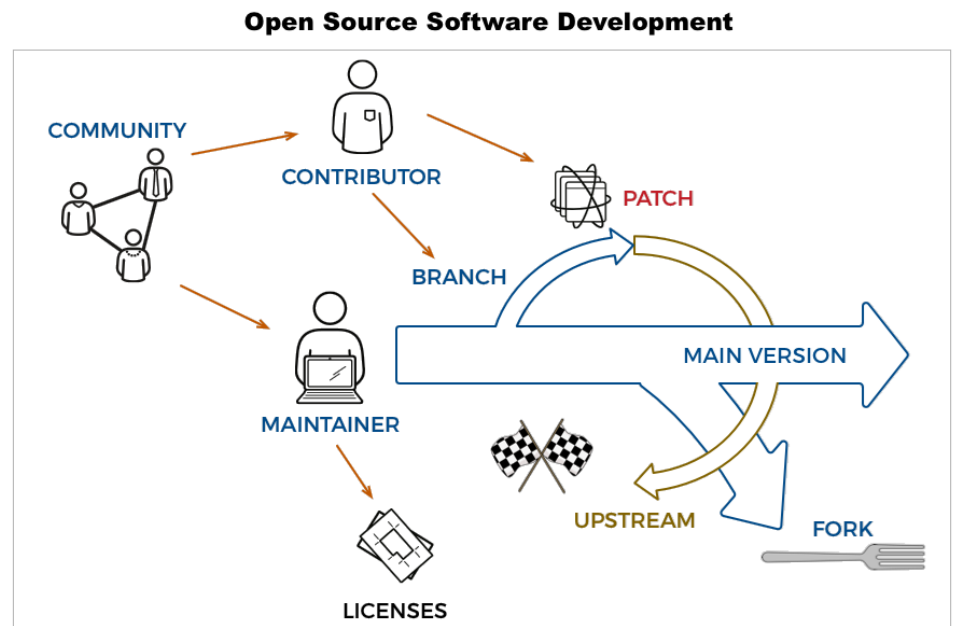 Open Source Software Development
COMMUNITY
CONTRIBUTOR
PATCH
BRANCH
MAIN VERSION
MAINTAINER
UPSTREAM
FORK
LICENSES